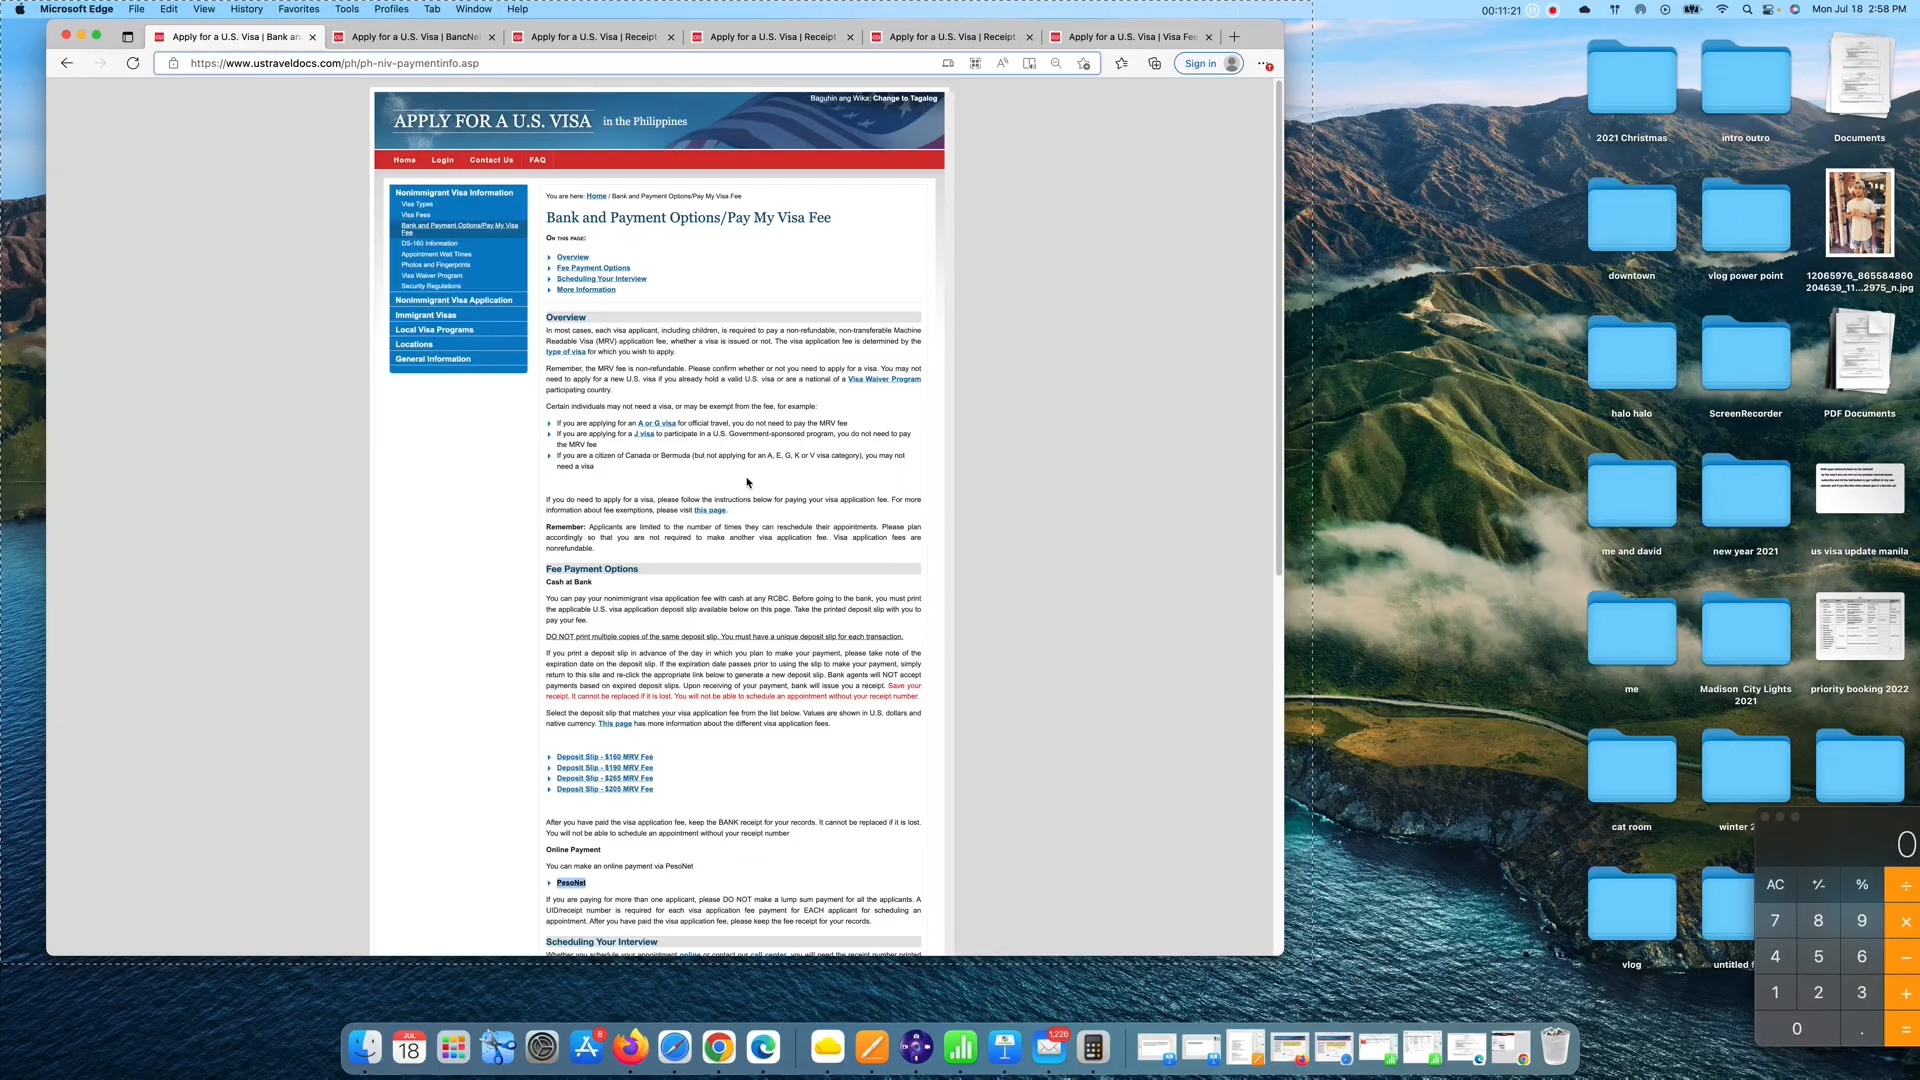 Microsoft Edge File Edit View History Favorites Tools Profiles Tab Window Help
00:11:21
Mon Jul 18 2:58 PM
Apply for a U.S. Visa | Bank an
Apply for a U.S. Visa | BancNet
Apply for a U.S. Visa | Receipt
Apply for a U.S. Visa | Receipt
Apply for a U.S. Visa | Receipt
Apply for a U.S. Visa | Visa Fee
https://www.ustraveldocs.com/ph/ph-niv-paymentinfo.asp
Sign in
Baguhin ang Wika: Change to Tagalog
APPLY FOR A U.S. VISA in the Philippines
Home Login Contact Us FAQ
Nonimmigrant Visa Information
Visa Types
Visa Fees
Bank and Payment Options/Pay My Visa
Fee
DS-160 Information
Appointment Wait Times
Photos and Fingerprints
Visa Waiver Program
Security Regulations
Nonimmigrant Visa Application
Immigrant Visas
Local Visa Programs
Locations
General Information
You are here: Home / Bank and Payment Options/Pay My Visa Fee
Bank and Payment Options/Pay My Visa Fee
On this page:
Overview
Fee Payment Options
Scheduling Your Interview
More Information
Overview
In most cases, each visa applicant, including children, is required to pay a non-refundable, non-transferable Machine
Readable Visa (MRV) application fee, whether a visa is issued or not. The visa application fee is determined by the
type of visa for which you wish to apply.
Remember, the MRV fee is non-refundable. Please confirm whether or not you need to apply for a visa. You may not
need to apply for a new U.S. visa if you already hold a valid U.S. visa or are a national of a Visa Waiver Program
participating country.
Certain individuals may not need a visa, or may be exempt from the fee, for example:
If you are applying for an A or G visa for official travel, you do not need to pay the MRV fee
If you are applying for a J visa to participate in a U.S. Government-sponsored program, you do not need to pay
the MRV fee
If you are a citizen of Canada or Bermuda (but not applying for an A, E, G, K or V visa category), you may not
need a visa
If you do need to apply for a visa, please follow the instructions below for paying your visa application fee. For more
information about fee exemptions, please visit this page.
Remember: Applicants are limited to the number of times they can reschedule their appointments. Please plan
accordingly so that you are not required to make another visa application fee. Visa application fees are
nonrefundable.
Fee Payment Options
Cash at Bank
You can pay your nonimmigrant visa application fee with cash at any RCBC. Before going to the bank, you must print
the applicable U.S. visa application deposit slip available below on this page. Take the printed deposit slip with you to
pay your fee.
DO NOT print multiple copies of the same deposit slip. You must have a unique deposit slip for each transaction.
If you print a deposit slip in advance of the day in which you plan to make your payment, please take note of the
expiration date on the deposit slip. If the expiration date passes prior to using the slip to make your payment, simply
return to this site and re-click the appropriate link below to generate a new deposit slip. Bank agents will NOT accept
payments based on expired deposit slips. Upon receiving of your payment, bank will issue you a receipt. Save your
receipt. It cannot be replaced if it is lost. You will not be able to schedule an appointment without your receipt number.
Select the deposit slip that matches your visa application fee from the list below. Values are shown in U.S. dollars and
native currency. This page has more information about the different visa application fees.
Deposit Slip - $160 MRV Fee
Deposit Slip - $190 MRV Fee
Deposit Slip - $265 MRV Fee
Deposit Slip - $205 MRV Fee
After you have paid the visa application fee, keep the BANK receipt for your records. It cannot be replaced if it is lost.
You will not be able to schedule an appointment without your receipt number
Online Payment
You can make an online payment via PesoNet
PesoNet
If you are paying for more than one applicant, please DO NOT make a lump sum payment for all the applicants. A
UID/receipt number is required for each visa application fee payment for EACH applicant for scheduling an
appointment. After you have paid the visa application fee, please keep the fee receipt for your records.
Scheduling Your Interview
Whether you schedule your appointment online or contact our call center, you will need the receipt number printed
2021 Christmas
intro outro
Documents
downtown
vlog power point
12065976_865584860
204639_11...2975_n.jpg
halo halo
ScreenRecorder
PDF Documents
me and david
new year 2021
us visa update manila
me
Madison City Lights
2021
priority booking 2022
cat room
winter 2
vlog
untitled f
0
AC +/- % ÷
7 8 9 ×
4 5 6 −
1 2 3 +
0 . =
JUL
18
8
1,226